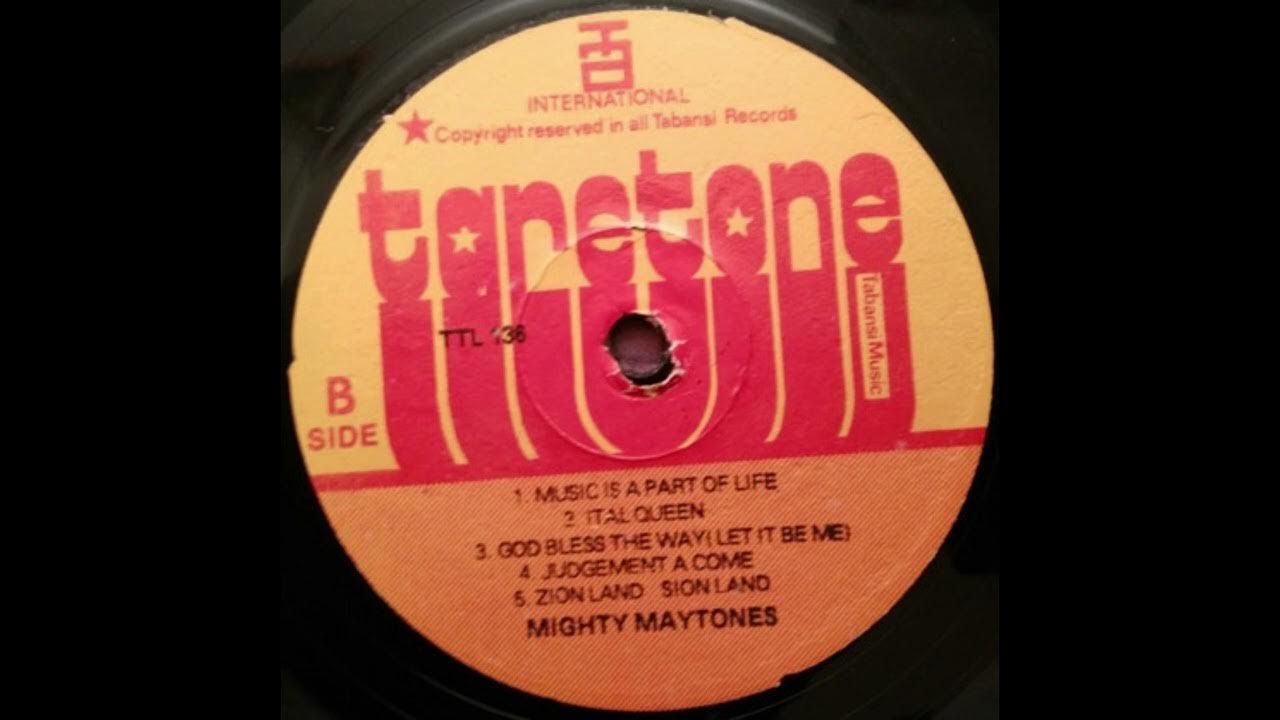 INTERNATIONAL
Copyright reserved in all Tabansi Records
tanetone
Tabansi Music
TTL 136
B
SIDE
1. MUSIC IS A PART OF LIFE
2. ITAL QUEEN
3. GOD BLESS THE WAY (LET IT BE ME)
4. JUDGEMENT A COME
5. ZION LAND SION LAND
MIGHTY MAYTONES